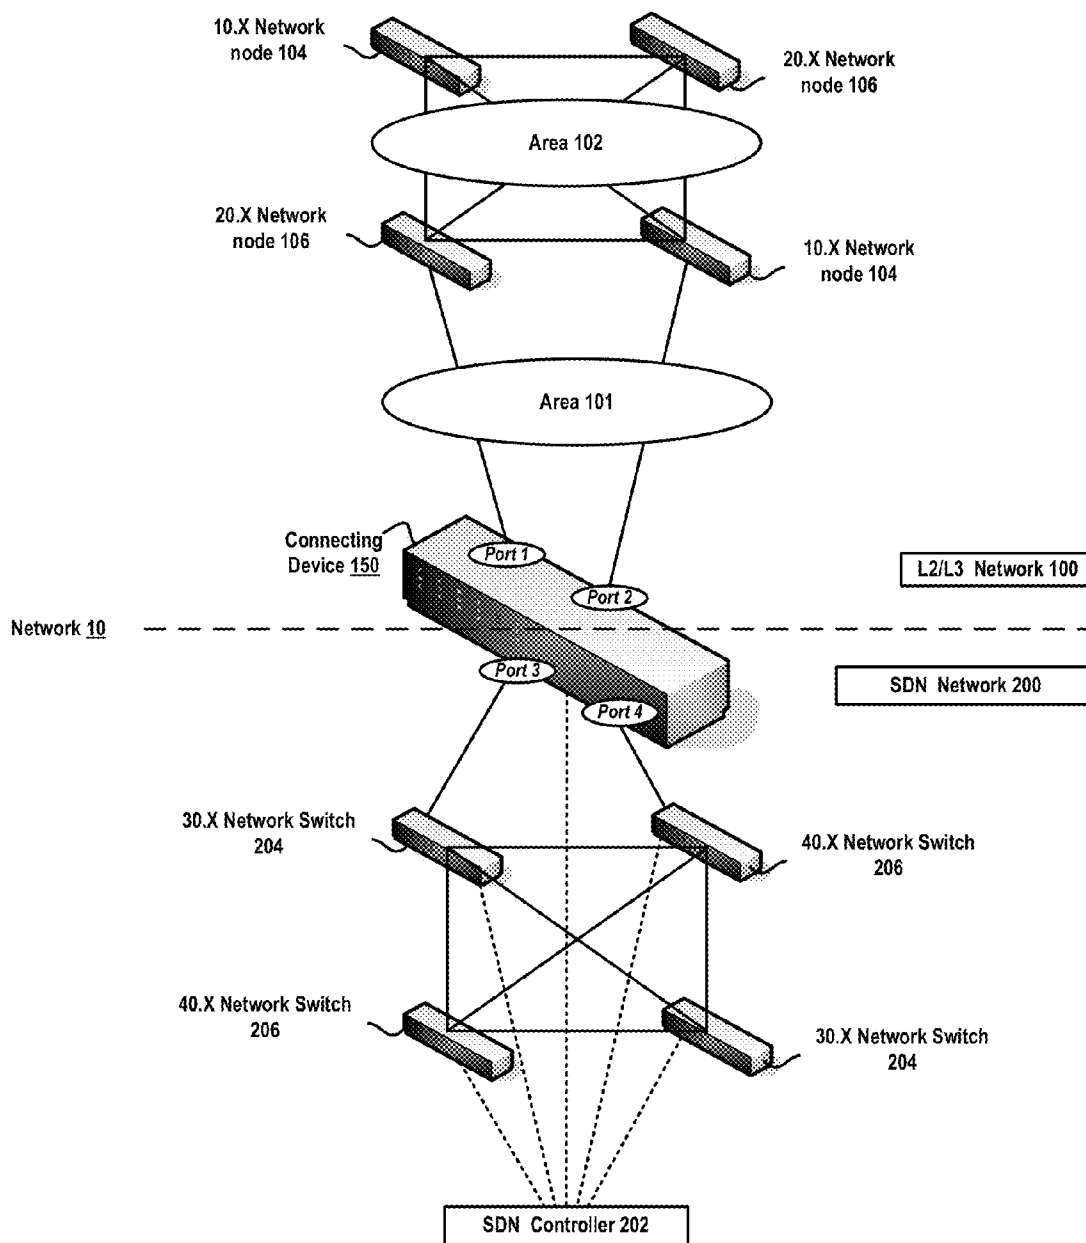 10.X Network
node 104
20.X Network
node 106
Area 102
20.X Network
node 106
10.X Network
node 104
Area 101
Connecting
Device 150
Port 1
Port 2
L2/L3 Network 100
Network 10
Port 3
Port 4
SDN Network 200
30.X Network Switch
204
40.X Network Switch
206
40.X Network Switch
206
30.X Network Switch
204
SDN Controller 202